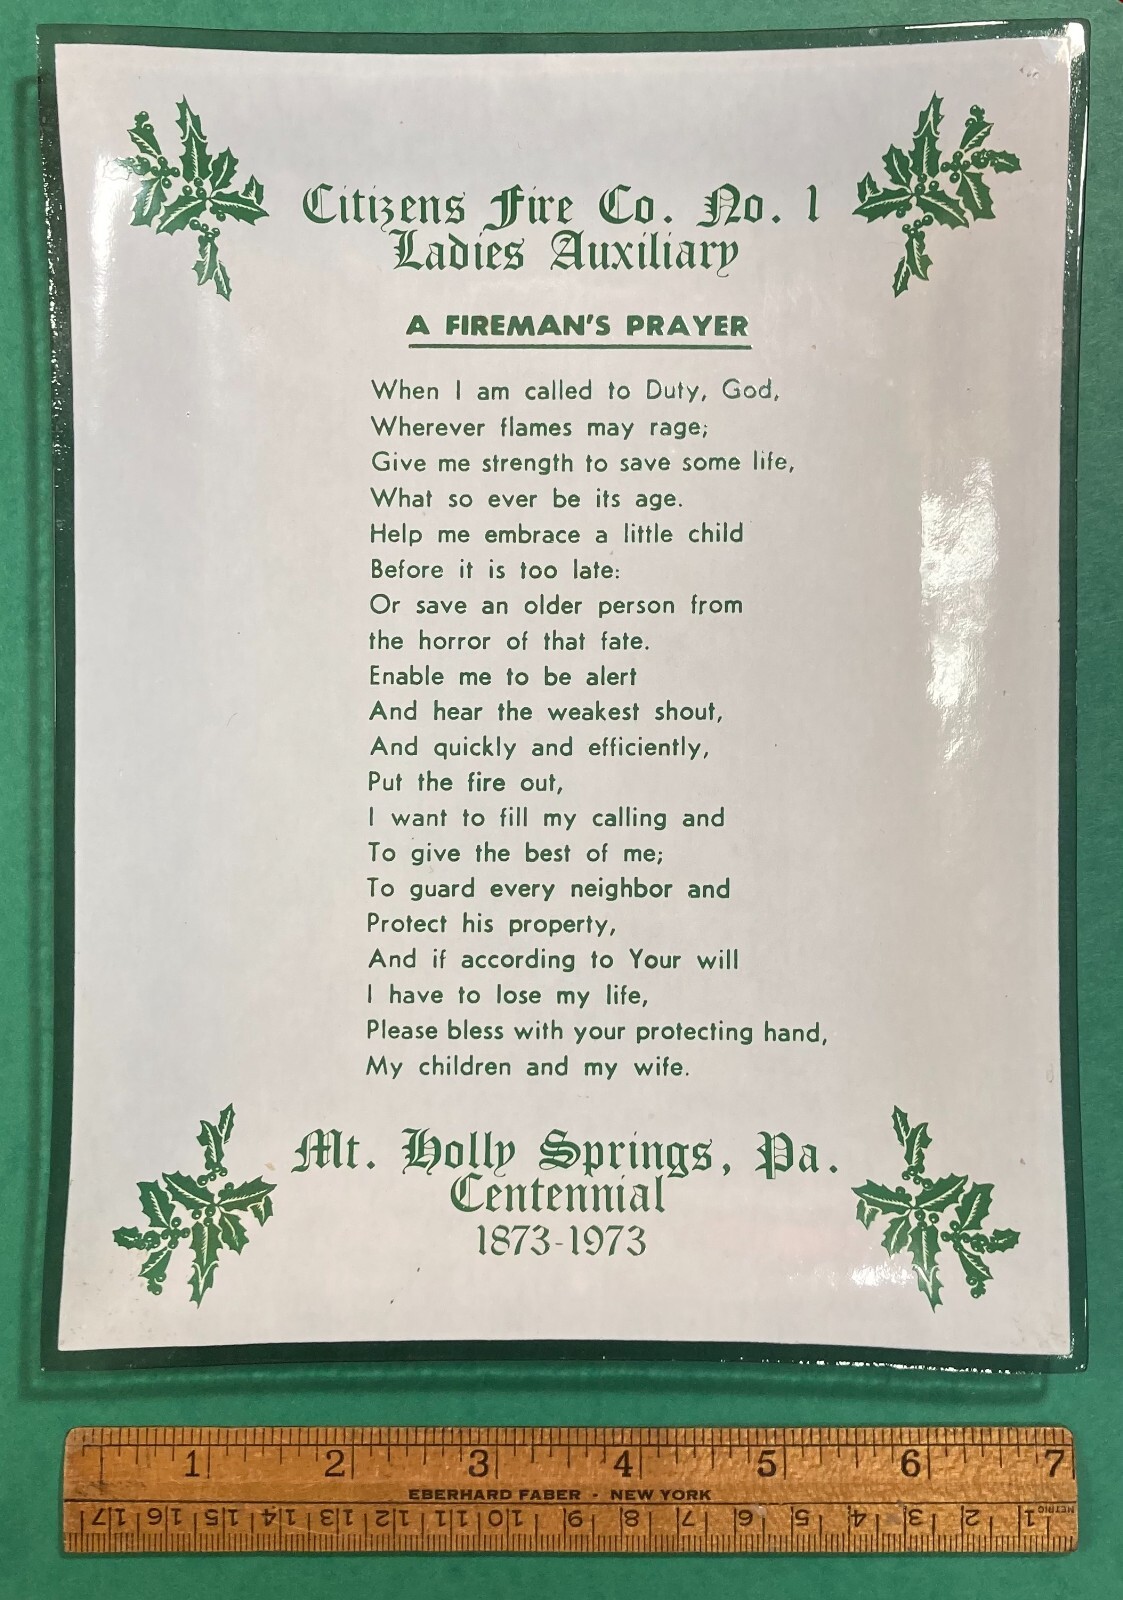 Citizens Fire Co. No. 1
Ladies Auxiliary
A FIREMAN'S PRAYER
When I am called to Duty, God,
Wherever flames may rage;
Give me strength to save some life,
What so ever be its age.
Help me embrace a little child
Before it is too late:
Or save an older person from
the horror of that fate.
Enable me to be alert
And hear the weakest shout,
And quickly and efficiently,
Put the fire out,
I want to fill my calling and
To give the best of me;
To guard every neighbor and
Protect his property,
And if according to Your will
I have to lose my life,
Please bless with your protecting hand,
My children and my wife.
Mt. Holly Springs, Pa.
Centennial
1873-1973
1 2 3 4 5 6 7
EBERHARD FABER - NEW YORK
17 16 15 14 13 12 11 10 9 8 7 6 5 4 3 2 1 METRIC